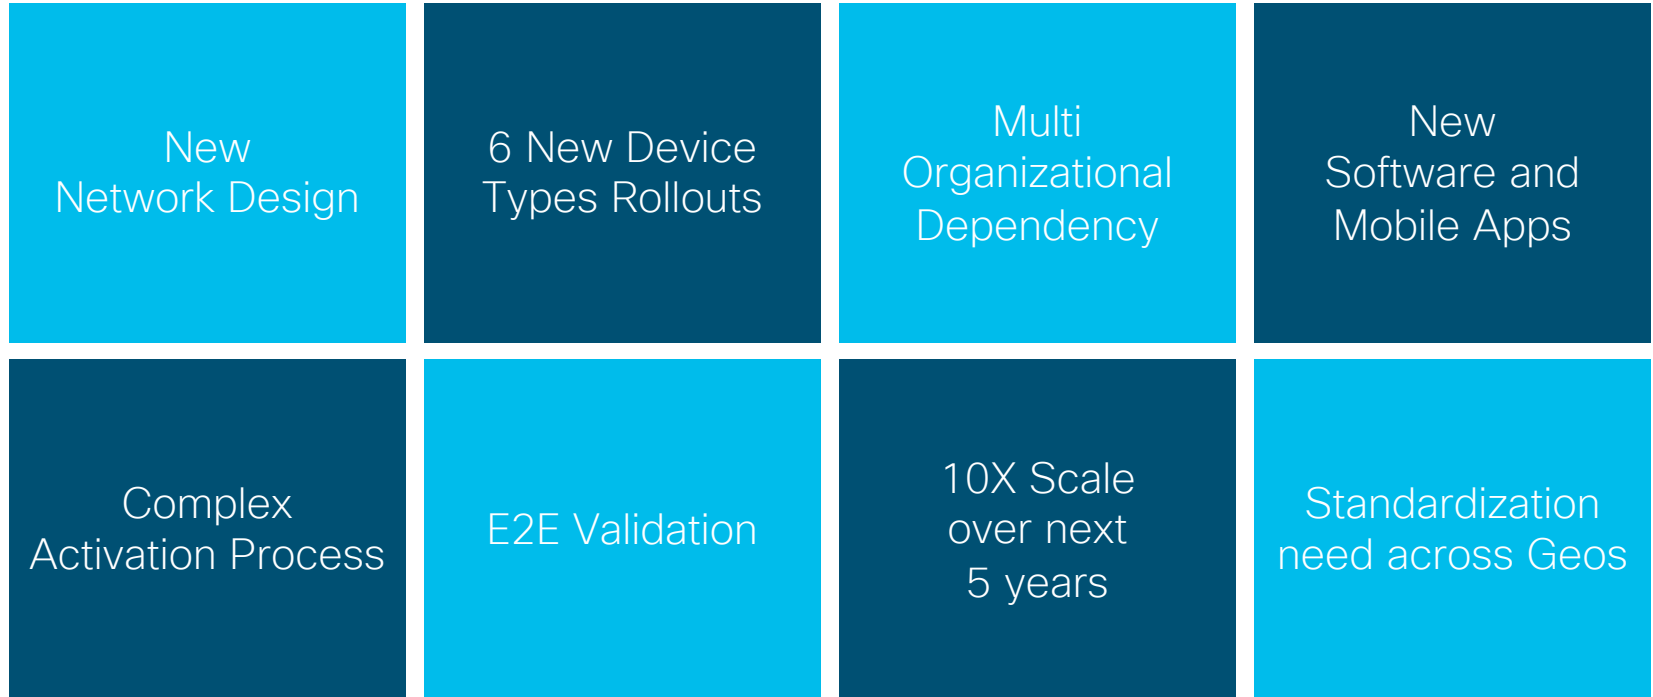 New
Network Design
6 New Device
Types Rollouts
Multi
Organizational
Dependency
New
Software and
Mobile Apps
Complex
Activation Process
E2E Validation
10X Scale
over next
5 years
Standardization
need across Geos